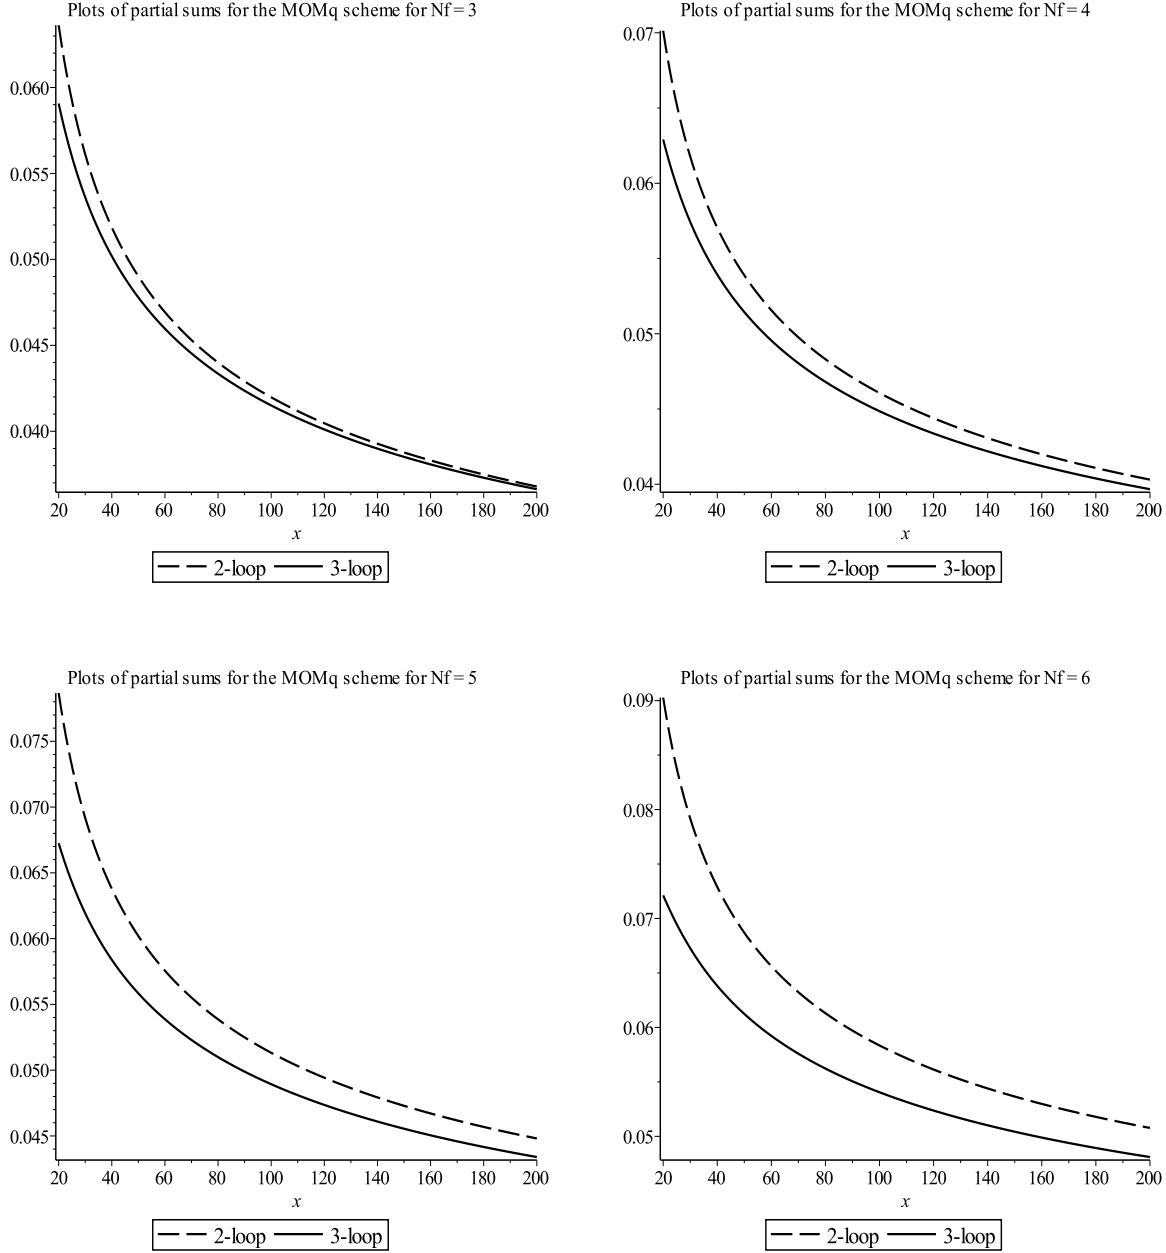 Plots of partial sums for the MOMq scheme for Nf = 3
0.060
0.055
0.050
0.045
0.040
20 40 60 80 100 120 140 160 180 200
x
2-loop 3-loop
Plots of partial sums for the MOMq scheme for Nf = 4
0.07
0.06
0.05
0.04
20 40 60 80 100 120 140 160 180 200
x
2-loop 3-loop
Plots of partial sums for the MOMq scheme for Nf = 5
0.075
0.070
0.065
0.060
0.055
0.050
0.045
20 40 60 80 100 120 140 160 180 200
x
2-loop 3-loop
Plots of partial sums for the MOMq scheme for Nf = 6
0.09
0.08
0.07
0.06
0.05
20 40 60 80 100 120 140 160 180 200
x
2-loop 3-loop